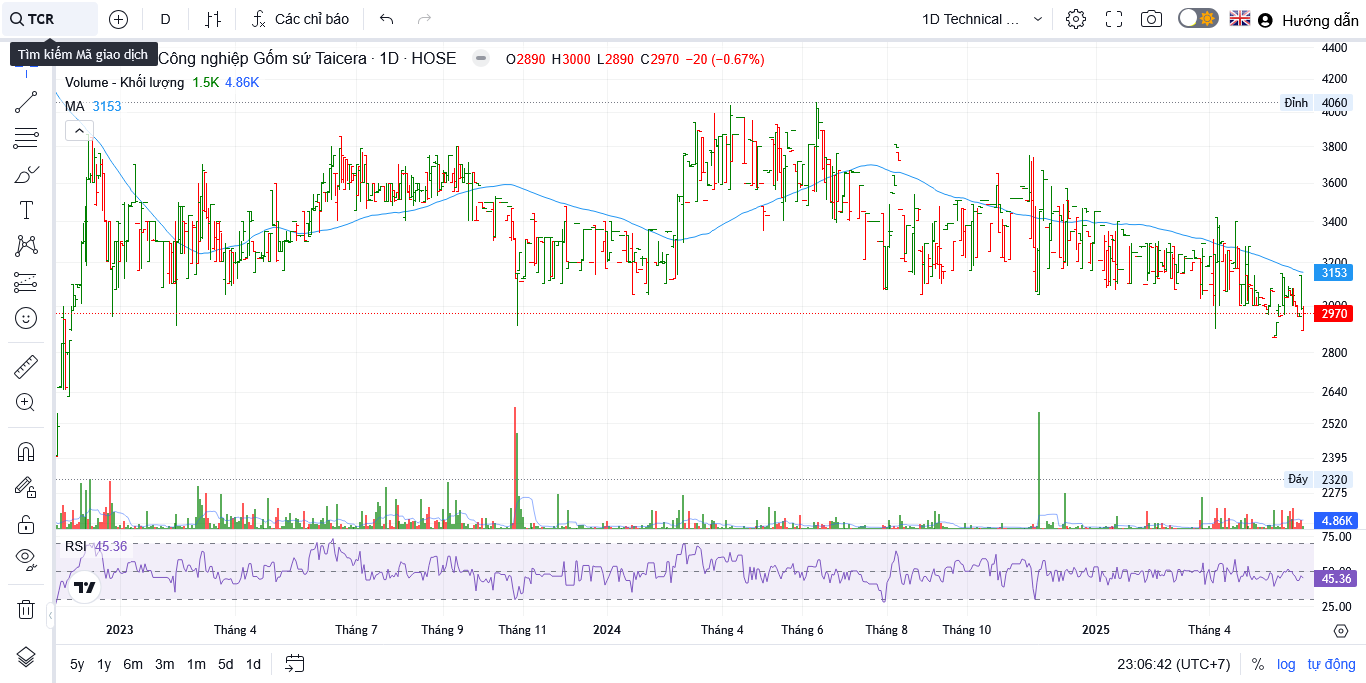 TCR
D
Các chỉ báo
1D Technical ...
Hướng dẫn
Tìm kiếm Mã giao dịch
Công nghiệp Gốm sứ Taicera · 1D · HOSE
O2890 H3000 L2890 C2970 −20 (−0.67%)
Volume - Khối lượng 1.5K 4.86K
MA 3153
4400
4200
Đỉnh 4060
4000
3800
3600
3400
3200
3153
3000
2970
2800
2640
2520
2395
Đáy 2320
2275
4.86K
RSI 45.36
75.00
50.00
45.36
25.00
2023 Tháng 4 Tháng 7 Tháng 9 Tháng 11 2024 Tháng 4 Tháng 6 Tháng 8 Tháng 10 2025 Tháng 4
5y 1y 6m 3m 1m 5d 1d
23:06:42 (UTC+7) % log tự động